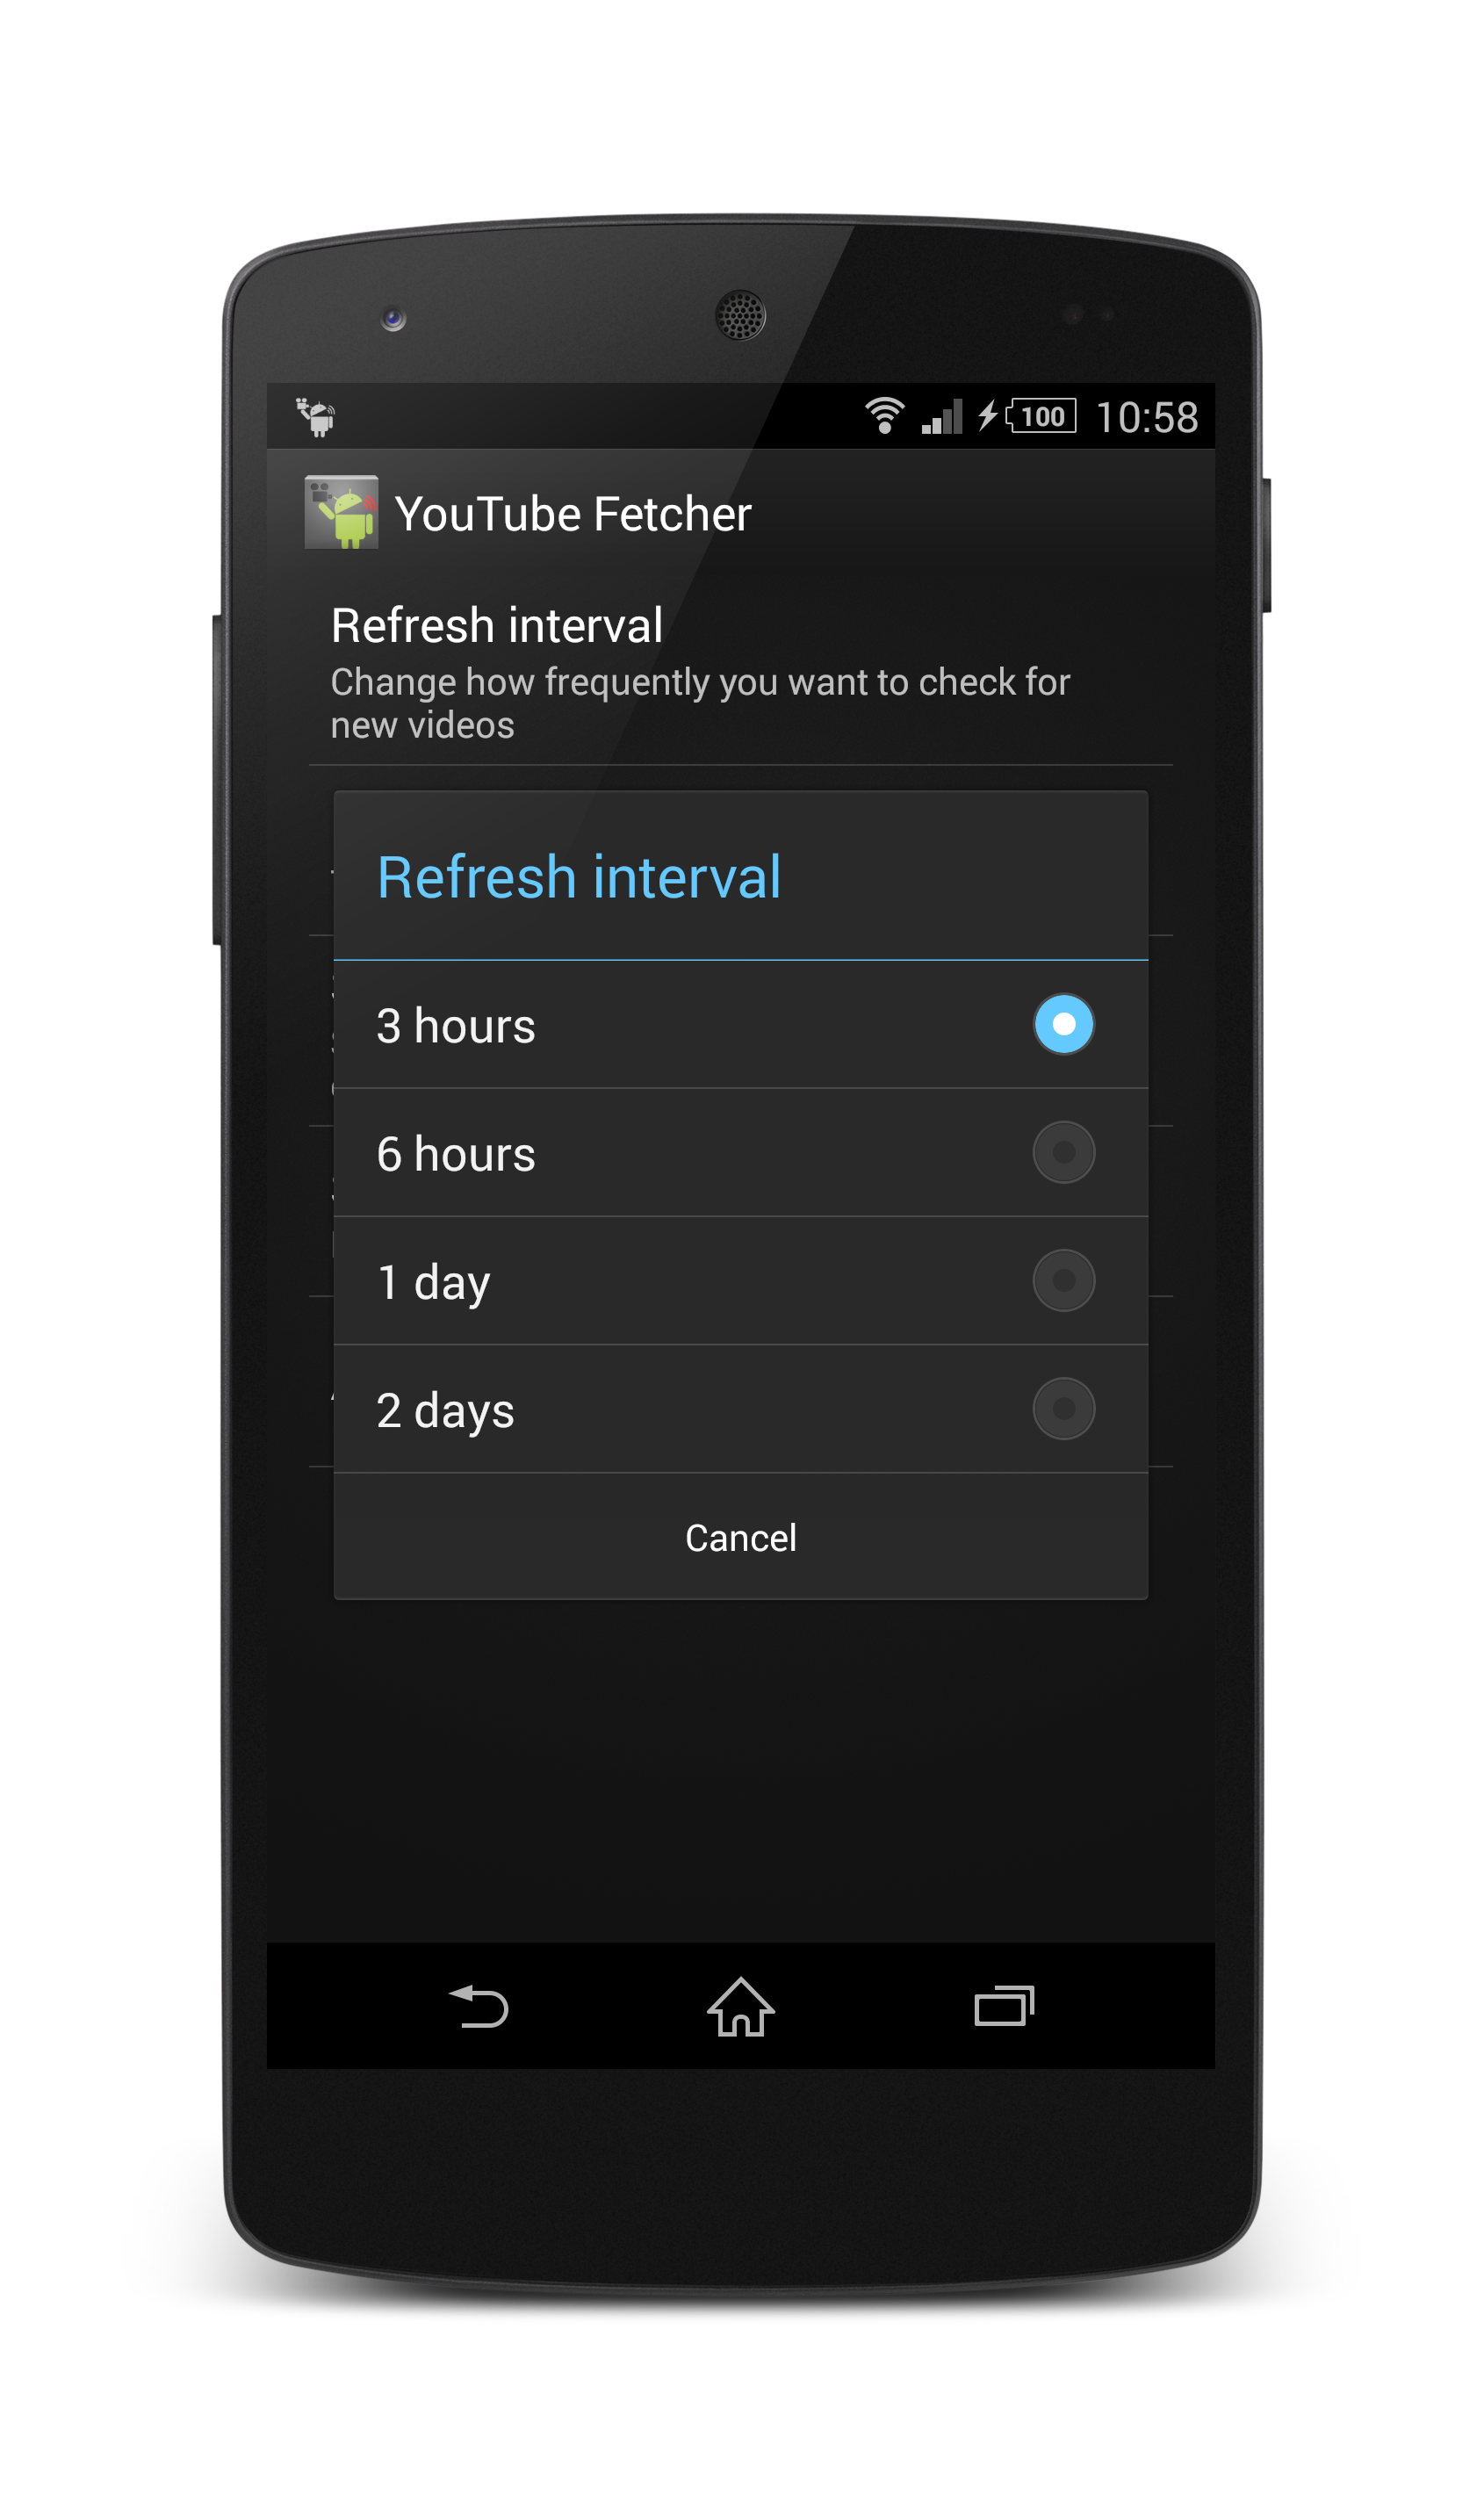 100 10:58
YouTube Fetcher
Refresh interval
Change how frequently you want to check for
new videos
Refresh interval
3 hours
6 hours
1 day
2 days
Cancel